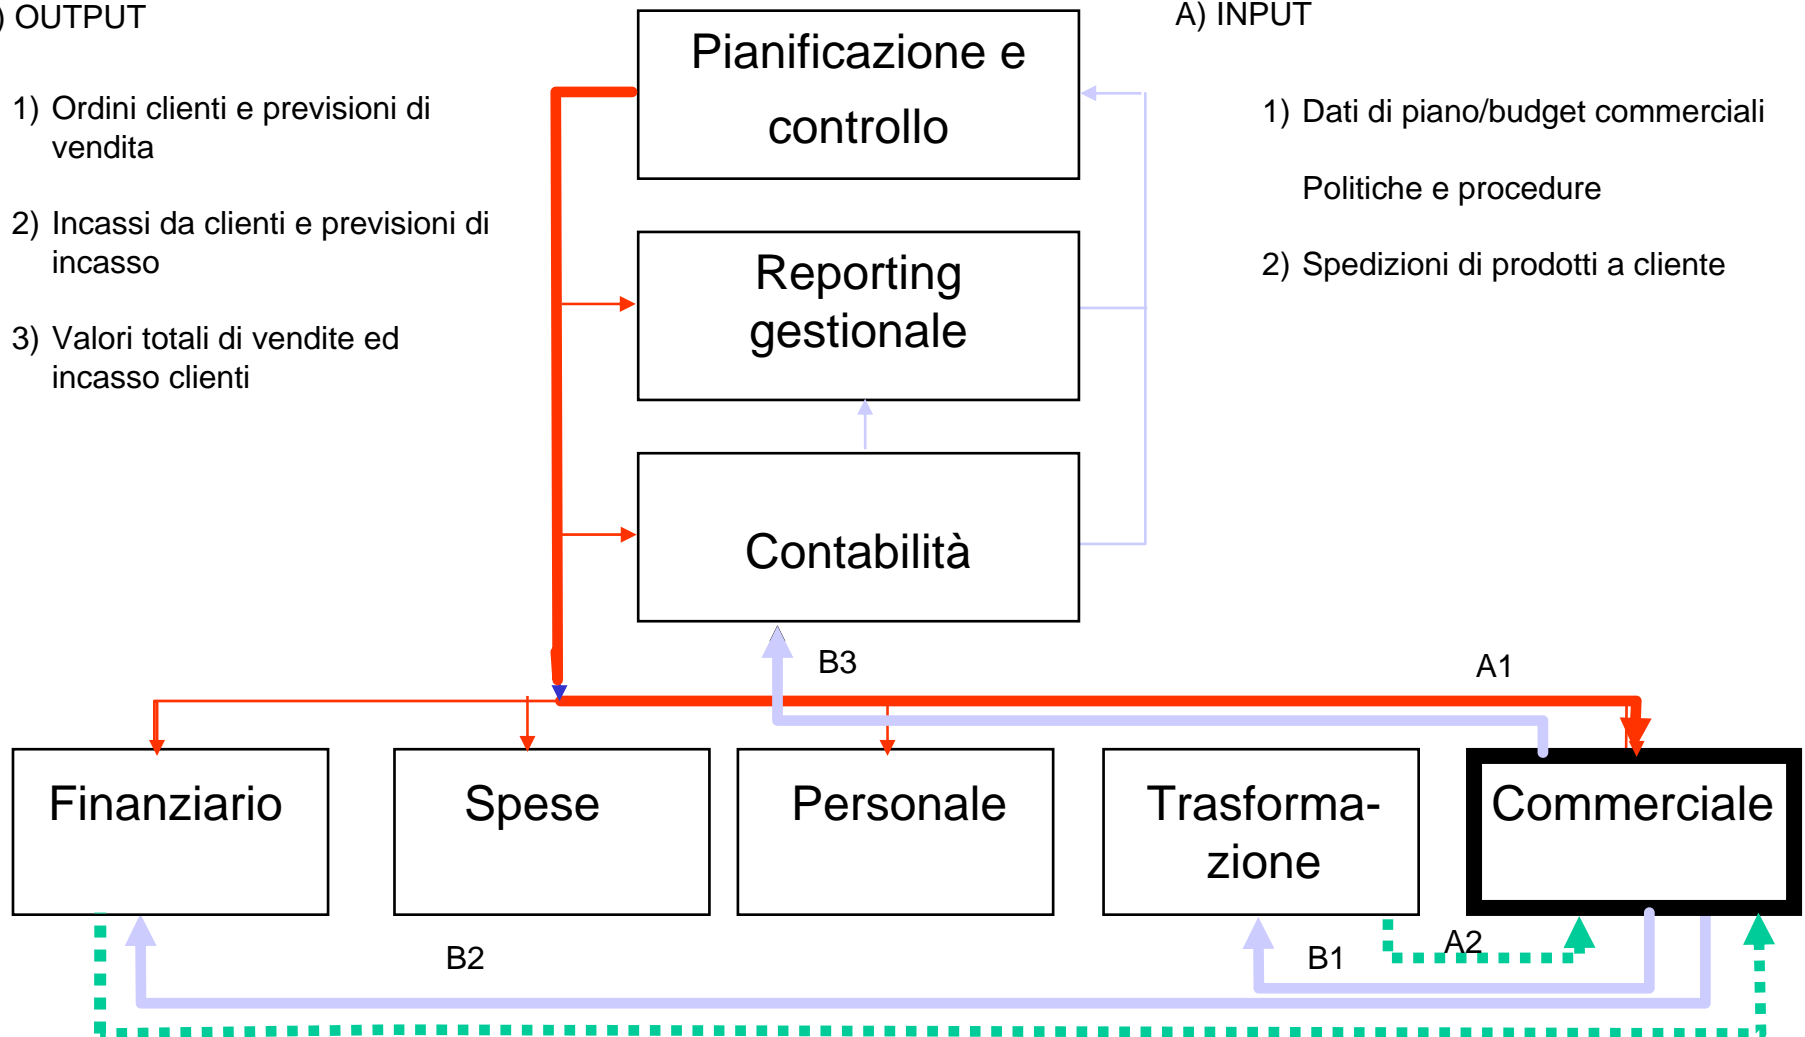 ) OUTPUT
1) Ordini clienti e previsioni di
vendita
2) Incassi da clienti e previsioni di
incasso
3) Valori totali di vendite ed
incasso clienti
Pianificazione e
controllo
Reporting
gestionale
Contabilità
A) INPUT
1) Dati di piano/budget commerciali
Politiche e procedure
2) Spedizioni di prodotti a cliente
B3
A1
Finanziario
Spese
Personale
Trasforma-
zione
Commerciale
B2
B1
A2